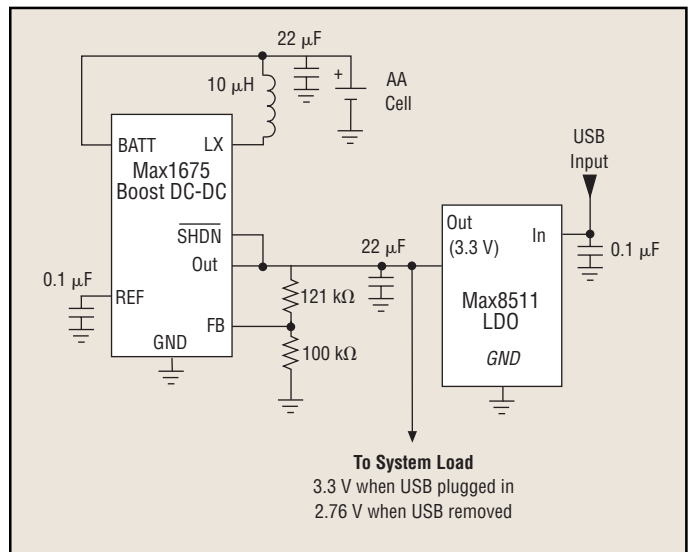 22 μF
10 μH
+
AA
Cell
BATT
LX
Max1675
Boost DC-DC
SHDN
Out
REF
FB
GND
0.1 μF
121 kΩ
100 kΩ
22 μF
USB
Input
Out
(3.3 V)
In
Max8511
LDO
GND
0.1 μF
To System Load
3.3 V when USB plugged in
2.76 V when USB removed